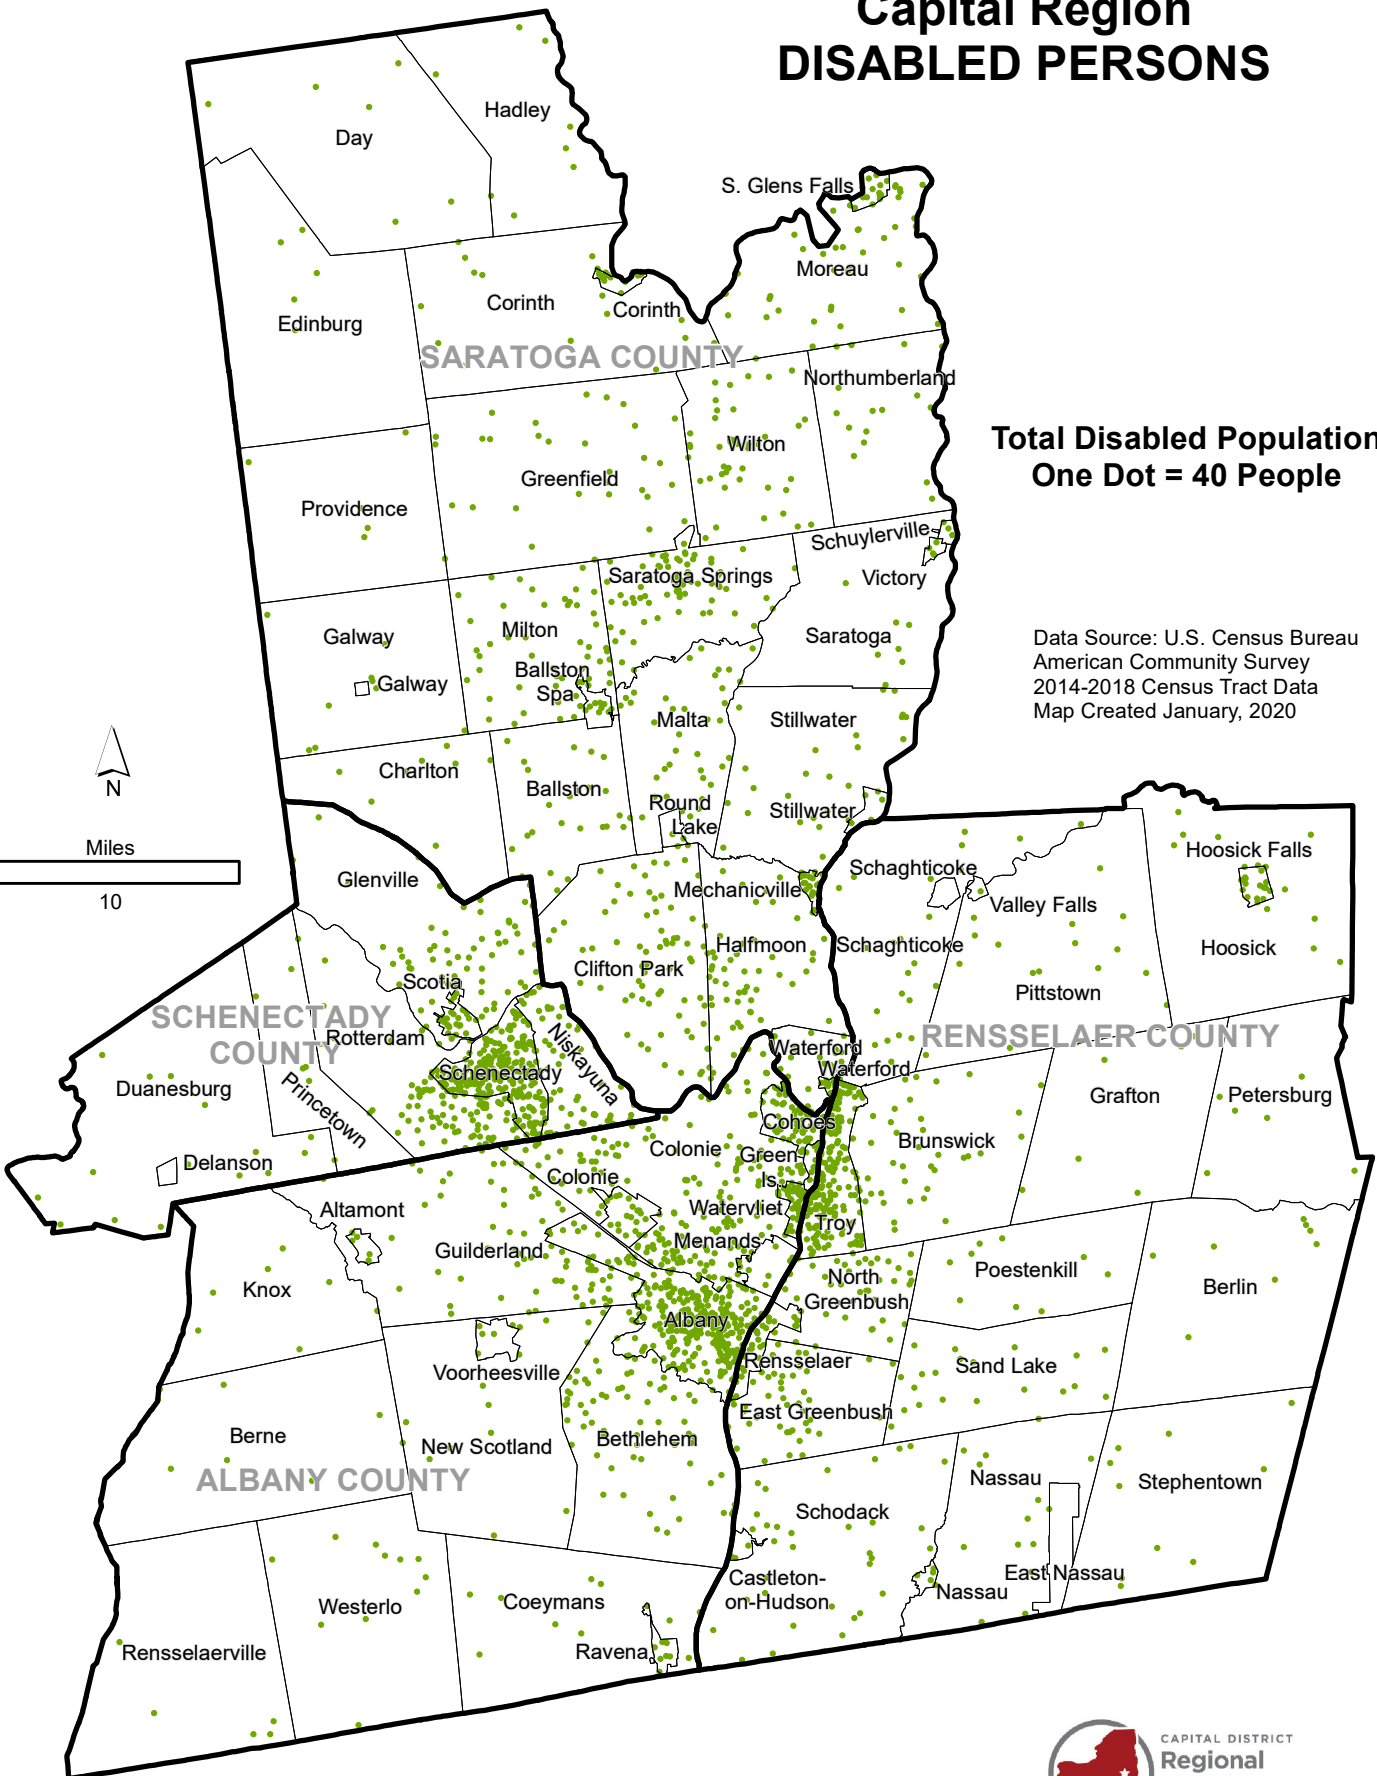 Capital Region
DISABLED PERSONS
Hadley
Day
S. Glens Falls
Moreau
Corinth
Corinth
Edinburg
SARATOGA COUNTY
Northumberland
Total Disabled Population
One Dot = 40 People
Wilton
Greenfield
Providence
Schuylerville
Saratoga Springs
Victory
Milton
Galway
Saratoga
Data Source: U.S. Census Bureau
American Community Survey
2014-2018 Census Tract Data
Map Created January, 2020
Ballston
Spa
Galway
Malta
Stillwater
Charlton
N
Ballston
Round
Lake
Stillwater
Miles
10
Glenville
Mechanicville
Schaghticoke
Hoosick Falls
Valley Falls
Halfmoon
Schaghticoke
Hoosick
Clifton Park
Scotia
Pittstown
SCHENECTADY
COUNTY
Rotterdam
RENSSELAER COUNTY
Niskayuna
Waterford
Waterford
Schenectady
Duanesburg
Princetown
Grafton
Petersburg
Cohoes
Brunswick
Colonie
Green
Is.
Delanson
Colonie
Altamont
Watervliet
Troy
Menands
Guilderland
Poestenkill
North
Greenbush
Knox
Berlin
Albany
Rensselaer
Sand Lake
Voorheesville
East Greenbush
Berne
New Scotland
Bethlehem
ALBANY COUNTY
Nassau
Stephentown
Schodack
East Nassau
Castleton-
on-Hudson
Nassau
Westerlo
Coeymans
Rensselaerville
Ravena
CAPITAL DISTRICT
Regional